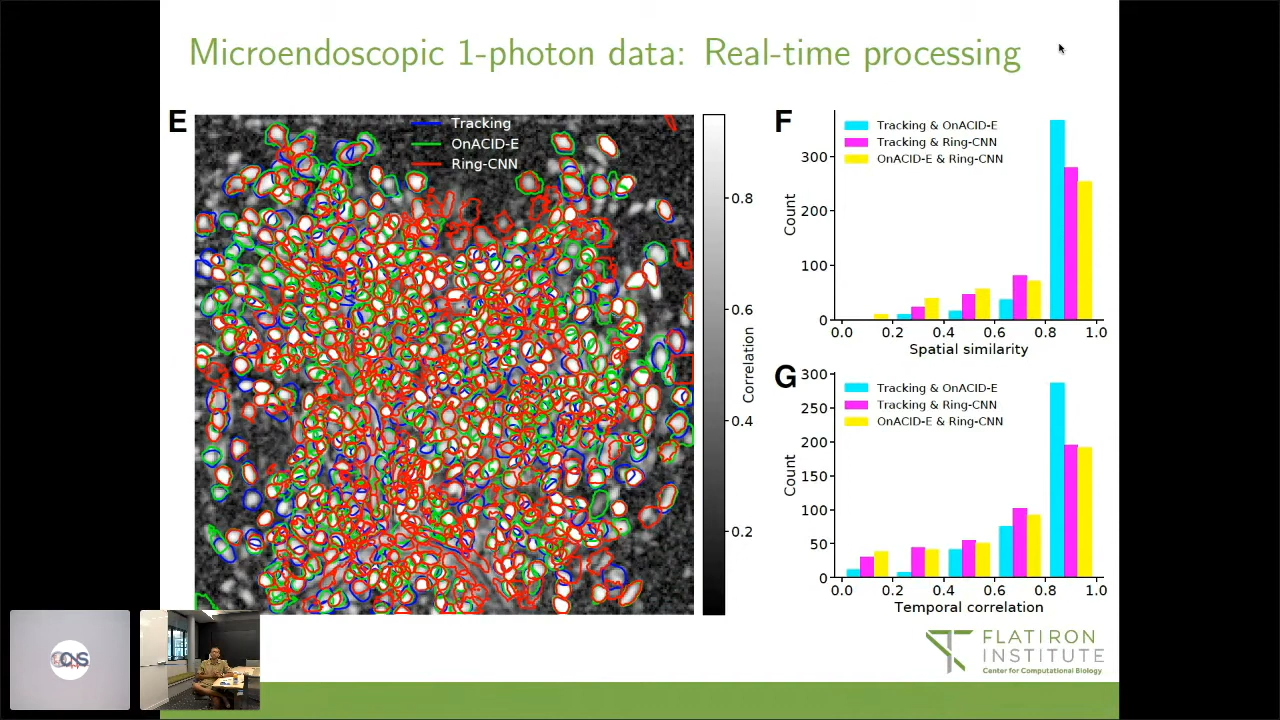 Microendoscopic 1-photon data: Real-time processing
E
Tracking
OnACID-E
Ring-CNN
0.8
0.6
0.4
0.2
Correlation
F
Tracking & OnACID-E
Tracking & Ring-CNN
OnACID-E & Ring-CNN
300
200
100
0
Count
0.0 0.2 0.4 0.6 0.8 1.0
Spatial similarity
G
Tracking & OnACID-E
Tracking & Ring-CNN
OnACID-E & Ring-CNN
300
250
200
150
100
50
0
Count
0.0 0.2 0.4 0.6 0.8 1.0
Temporal correlation
FLATIRON
INSTITUTE
Center for Computational Biology